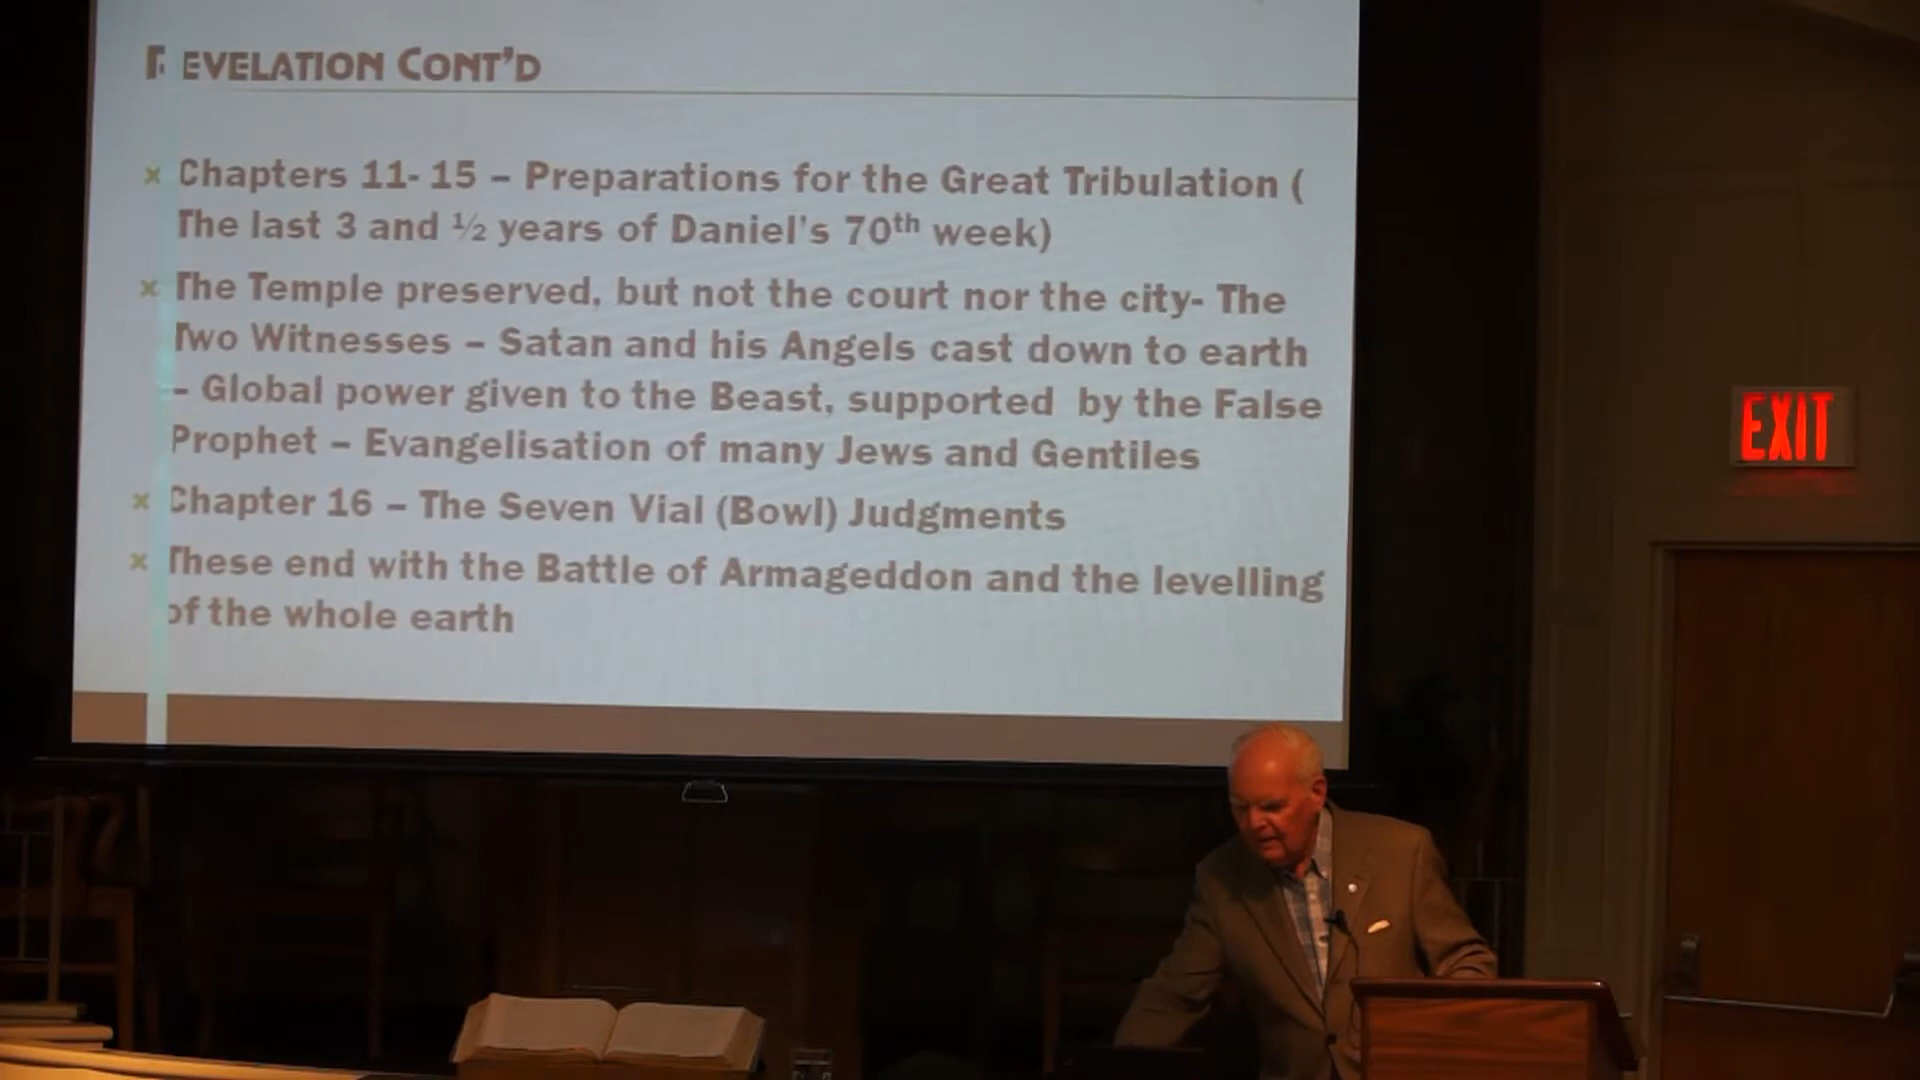 REVELATION CONT'D
x Chapters 11- 15 – Preparations for the Great Tribulation (
The last 3 and ½ years of Daniel's 70th week)
x The Temple preserved, but not the court nor the city- The
Two Witnesses – Satan and his Angels cast down to earth
– Global power given to the Beast, supported by the False
Prophet – Evangelisation of many Jews and Gentiles
x Chapter 16 – The Seven Vial (Bowl) Judgments
x These end with the Battle of Armageddon and the levelling
of the whole earth
EXIT